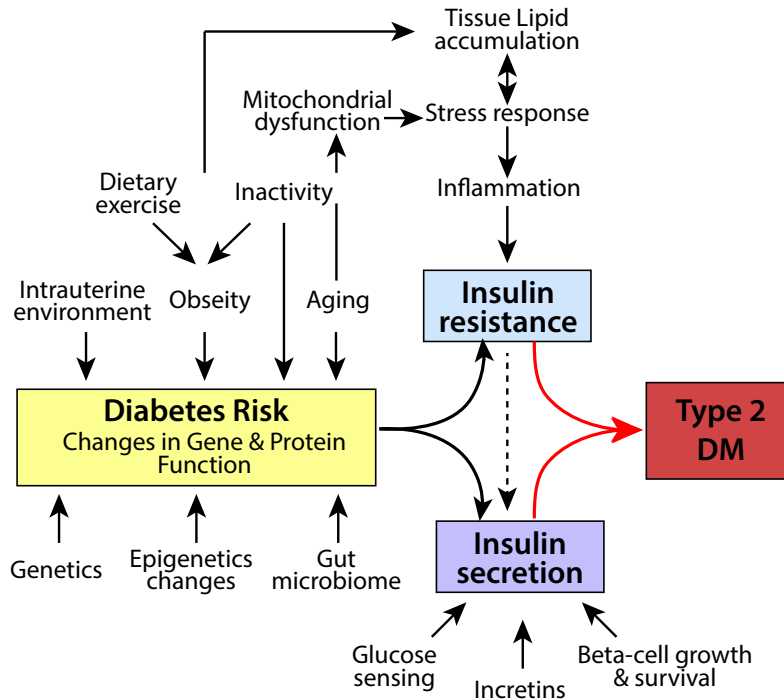 Tissue Lipid
accumulation
Mitochondrial
dysfunction
Stress response
Dietary
exercise
Inactivity
Inflammation
Intrauterine
environment
Obseity
Aging
Insulin
resistance
Diabetes Risk
Changes in Gene & Protein
Function
Type 2
DM
Genetics
Epigenetics
changes
Gut
microbiome
Insulin
secretion
Glucose
sensing
Incretins
Beta-cell growth
& survival